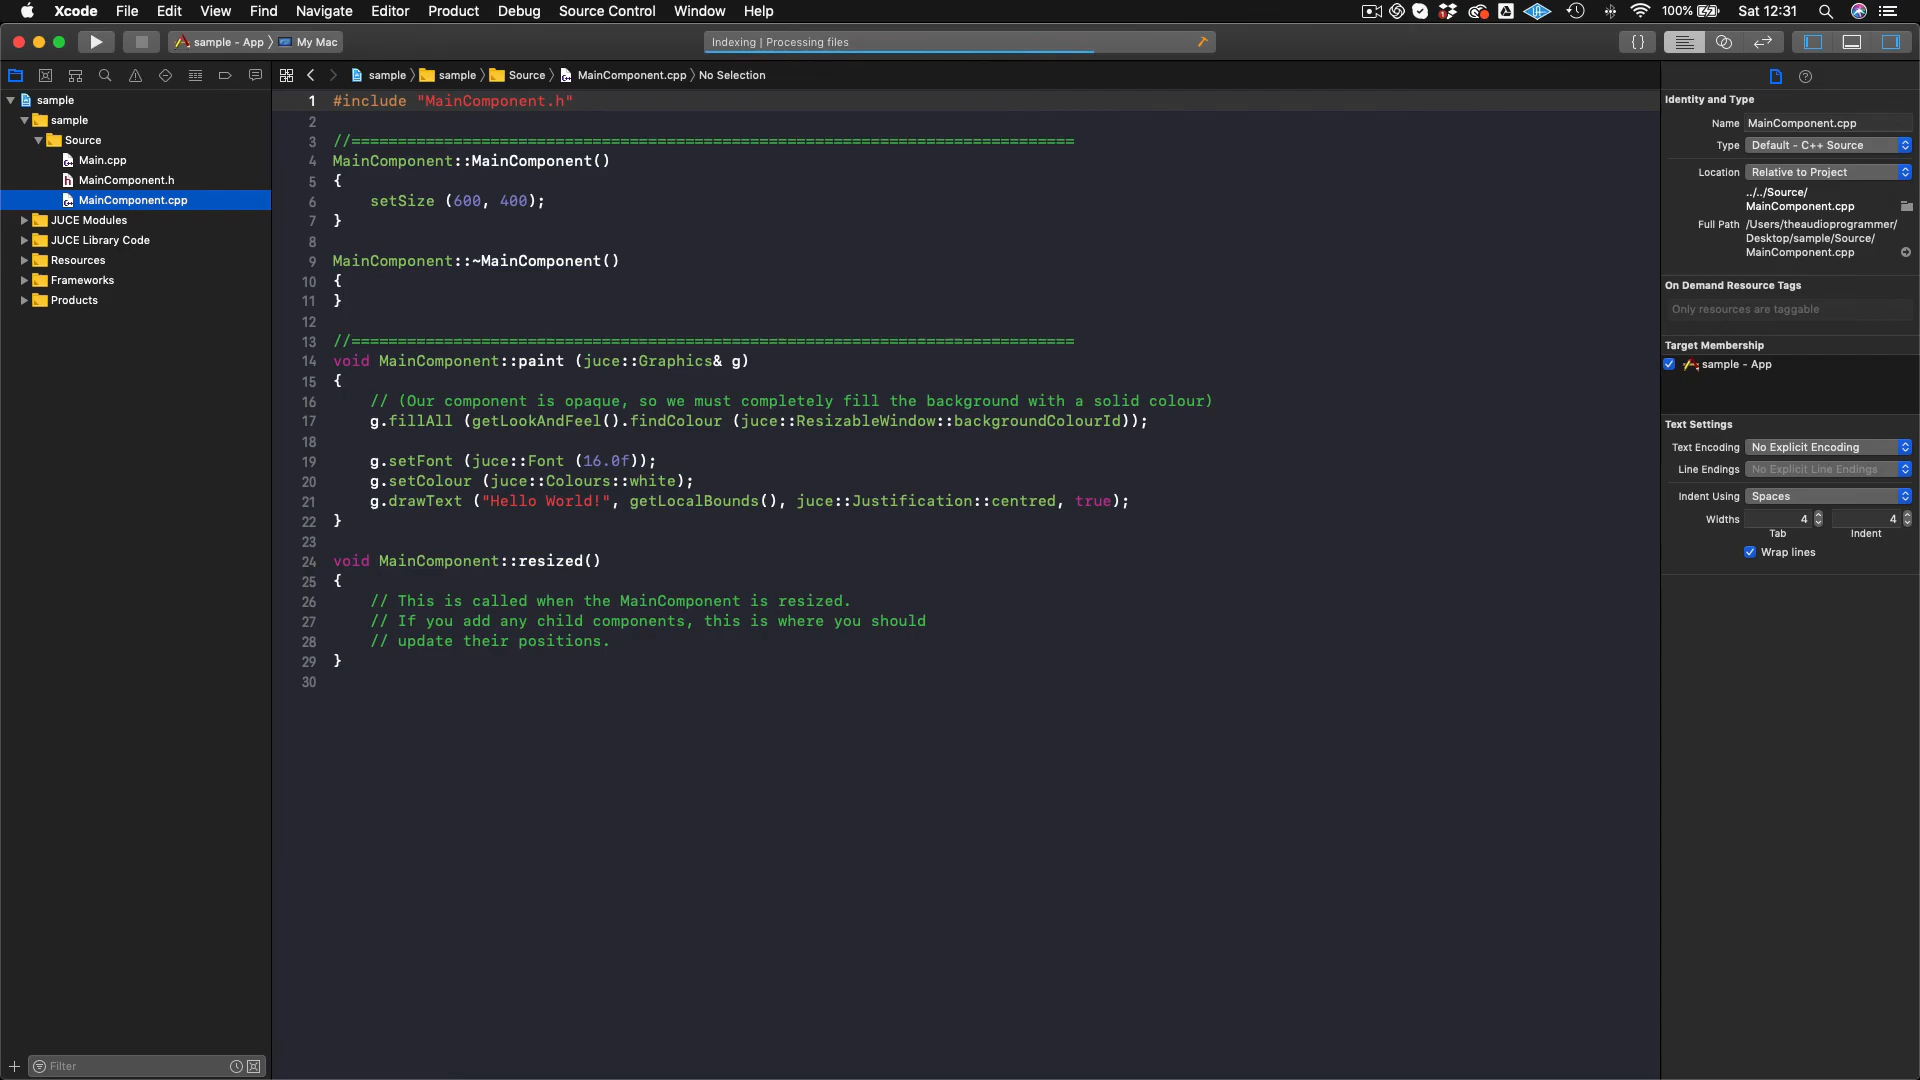 Xcode File Edit View Find Navigate Editor Product Debug Source Control Window Help 100% Sat 12:31
sample - App My Mac Indexing | Processing files {}
sample sample Source MainComponent.cpp No Selection
sample
sample
Source
Main.cpp
MainComponent.h
MainComponent.cpp
JUCE Modules
JUCE Library Code
Resources
Frameworks
Products
Filter
1 #include "MainComponent.h"
2
3 //==============================================================================
4 MainComponent::MainComponent()
5 {
6 setSize (600, 400);
7 }
8
9 MainComponent::~MainComponent()
10 {
11 }
12
13 //==============================================================================
14 void MainComponent::paint (juce::Graphics& g)
15 {
16 // (Our component is opaque, so we must completely fill the background with a solid colour)
17 g.fillAll (getLookAndFeel().findColour (juce::ResizableWindow::backgroundColourId));
18
19 g.setFont (juce::Font (16.0f));
20 g.setColour (juce::Colours::white);
21 g.drawText ("Hello World!", getLocalBounds(), juce::Justification::centred, true);
22 }
23
24 void MainComponent::resized()
25 {
26 // This is called when the MainComponent is resized.
27 // If you add any child components, this is where you should
28 // update their positions.
29 }
30
Identity and Type
Name MainComponent.cpp
Type Default - C++ Source
Location Relative to Project
../../Source/
MainComponent.cpp
Full Path /Users/theaudioprogrammer/
Desktop/sample/Source/
MainComponent.cpp
On Demand Resource Tags
Only resources are taggable
Target Membership
sample - App
Text Settings
Text Encoding No Explicit Encoding
Line Endings No Explicit Line Endings
Indent Using Spaces
Widths 4 4
Tab Indent
Wrap lines